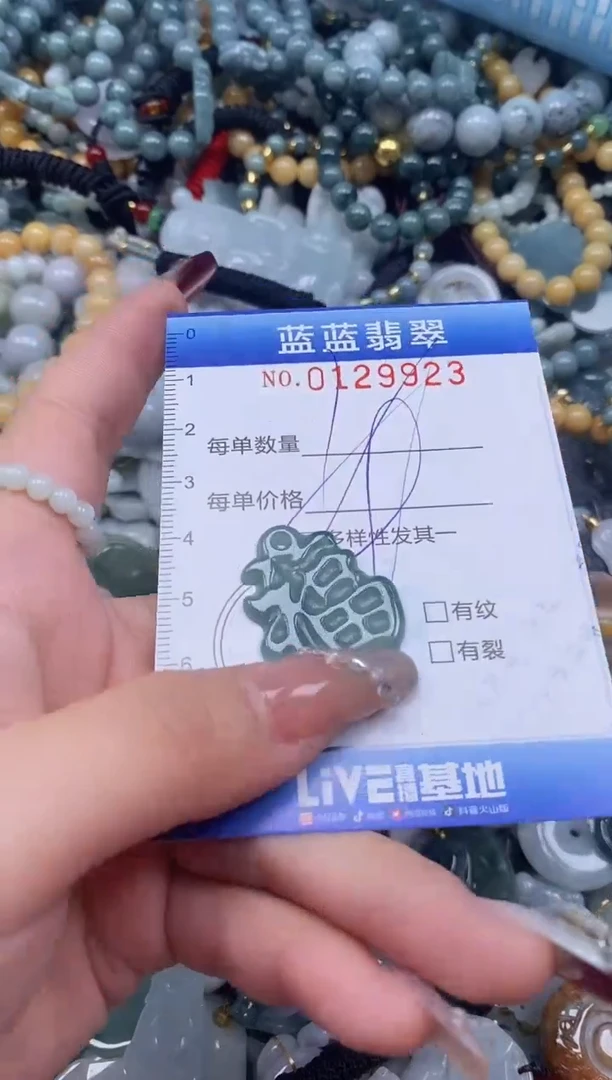 蓝蓝翡翠
NO.0129923
0
1
2
每单数量
3
每单价格
4
多样性发其一
5
有纹
有裂
6
LiVE直播基地
抖音火山版